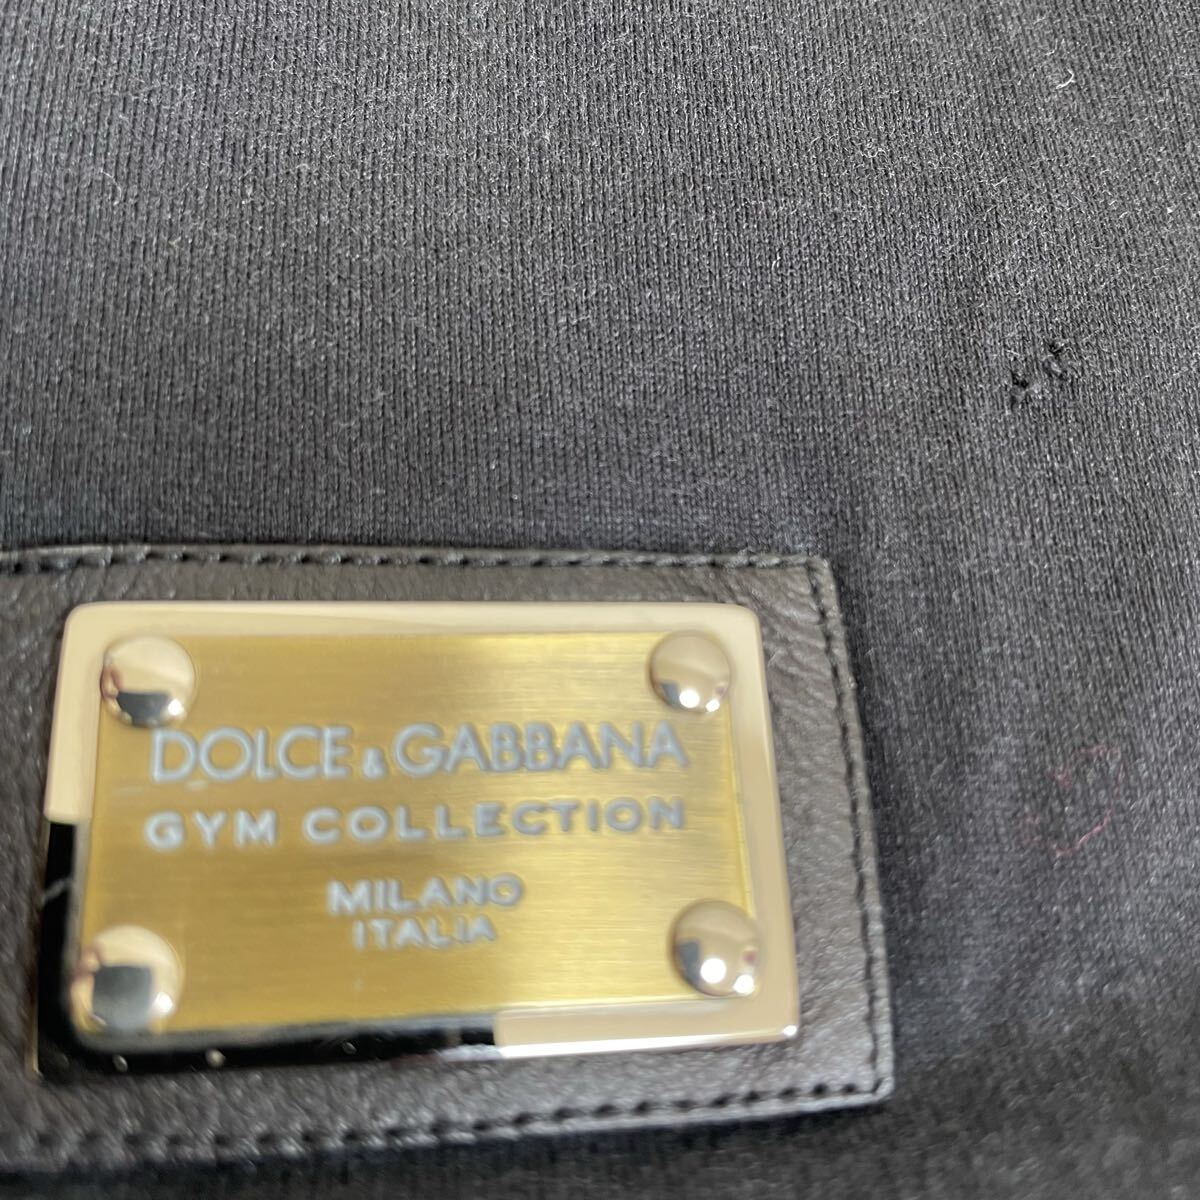 DOLCE & GABBANA
GYM COLLECTION
MILANO
ITALIA